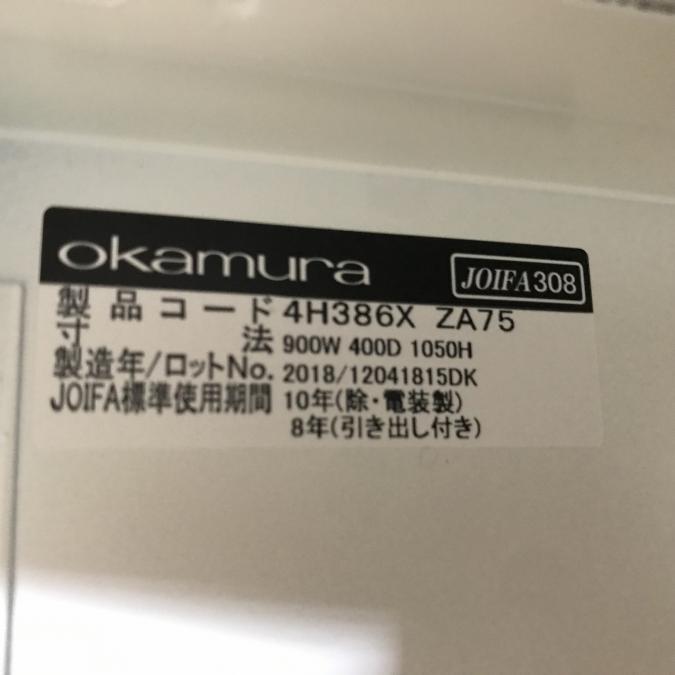 okamura
JOIFA308
製品コード 4H386X ZA75
寸法 900W 400D 1050H
製造年/ロットNo. 2018/12041815DK
JOIFA標準使用期間 10年(除・電装製)
8年(引き出し付き)